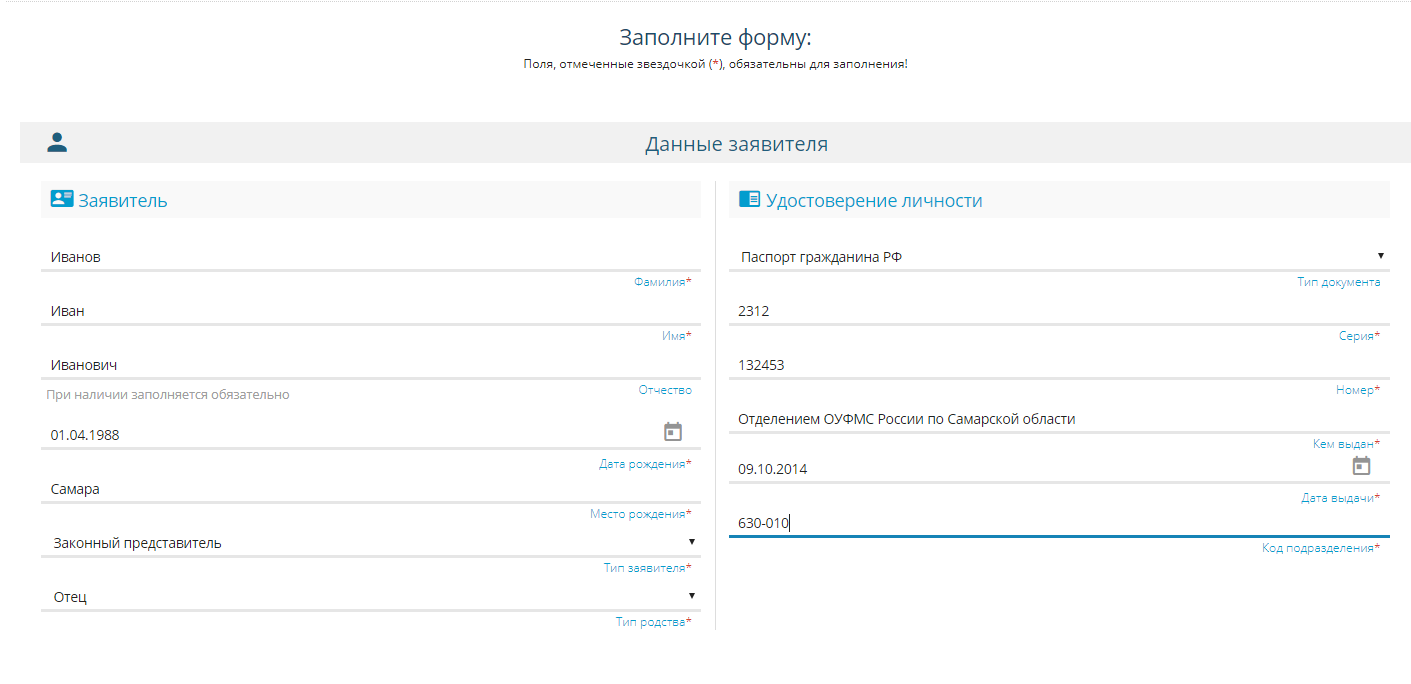 Заполните форму:
Поля, отмеченные звездочкой (*), обязательны для заполнения!
Данные заявителя
Заявитель
Иванов
Фамилия*
Иван
Имя*
Иванович
При наличии заполняется обязательно
Отчество
01.04.1988
Дата рождения*
Самара
Место рождения*
Законный представитель
Тип заявителя*
Отец
Тип родства*
Удостоверение личности
Паспорт гражданина РФ
Тип документа
2312
Серия*
132453
Номер*
Отделением ОУФМС России по Самарской области
Кем выдан*
09.10.2014
Дата выдачи*
630-010
Код подразделения*